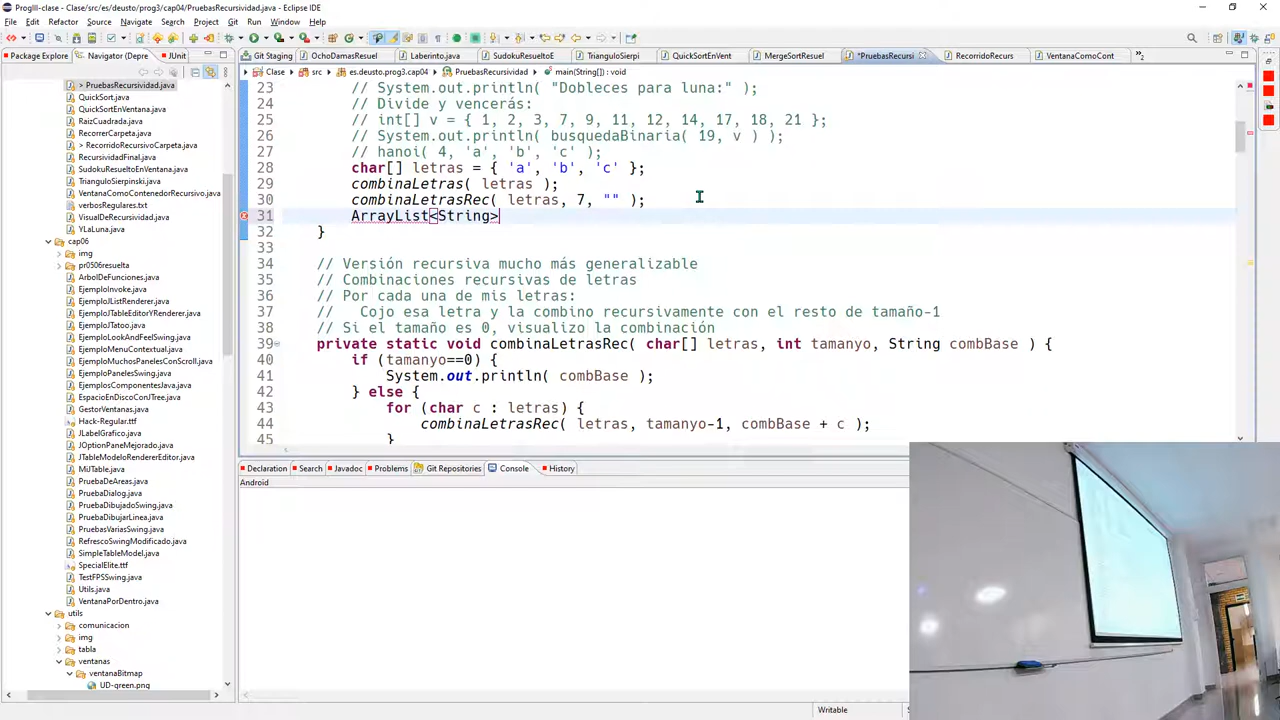 ProgIII-clase - Clase/src/es/deusto/prog3/cap04/PruebasRecursividad.java - Eclipse IDE
File Edit Refactor Source Navigate Search Project Git Run Window Help
Package Explore Navigator (Depre JUnit
Git Staging OchoDamasResuel Laberinto.java SudokuResueltoE TrianguloSierpi QuickSortEnVent MergeSortResuel *PruebasRecursi RecorridoRecurs VentanaComoCont »2
Clase src es.deusto.prog3.cap04 PruebasRecursividad main(String[]) : void
> PruebasRecursividad.java
QuickSort.java
QuickSortEnVentana.java
RaizCuadrada.java
RecorrerCarpeta.java
> RecorridoRecursivoCarpeta.java
RecursividadFinal.java
SudokuResueltoEnVentana.java
TrianguloSierpinski.java
VentanaComoContenedorRecursivo.java
verbosRegulares.txt
VisualDeRecursividad.java
YLaLuna.java
cap06
img
pr0506resuelta
ArbolDeFunciones.java
EjemploInvoke.java
EjemploJListRenderer.java
EjemploJTableEditorYRenderer.java
EjemploJTatoo.java
EjemploLookAndFeelSwing.java
EjemploMenuContextual.java
EjemploMuchosPanelesConScroll.java
EjemploPanelesSwing.java
EjemplosComponentesJava.java
EspacioEnDiscoConJTree.java
GestorVentanas.java
Hack-Regular.ttf
JLabelGrafico.java
JOptionPaneMejorado.java
JTableModeloRendererEditor.java
MiJTable.java
PruebaDeAreas.java
PruebaDialog.java
PruebaDibujadoSwing.java
PruebaDibujarLinea.java
PruebasVariasSwing.java
RefrescoSwingModificado.java
SimpleTableModel.java
SpecialElite.ttf
TestFPSSwing.java
Utils.java
VentanaPorDentro.java
utils
comunicacion
img
tabla
ventanas
ventanaBitmap
UD-green.png
23 // System.out.println( "Dobleces para luna:" );
24 // Divide y vencerás:
25 // int[] v = { 1, 2, 3, 7, 9, 11, 12, 14, 17, 18, 21 };
26 // System.out.println( busquedaBinaria( 19, v ) );
27 // hanoi( 4, 'a', 'b', 'c' );
28 char[] letras = { 'a', 'b', 'c' };
29 combinaLetras( letras );
30 combinaLetrasRec( letras, 7, "" );
31 ArrayList<String>
32 }
33
34 // Versión recursiva mucho más generalizable
35 // Combinaciones recursivas de letras
36 // Por cada una de mis letras:
37 //   Cojo esa letra y la combino recursivamente con el resto de tamaño-1
38 // Si el tamaño es 0, visualizo la combinación
39 private static void combinaLetrasRec( char[] letras, int tamanyo, String combBase ) {
40 if (tamanyo==0) {
41 System.out.println( combBase );
42 } else {
43 for (char c : letras) {
44 combinaLetrasRec( letras, tamanyo-1, combBase + c );
45 }
Declaration Search Javadoc Problems Git Repositories Console History
Android
Writable